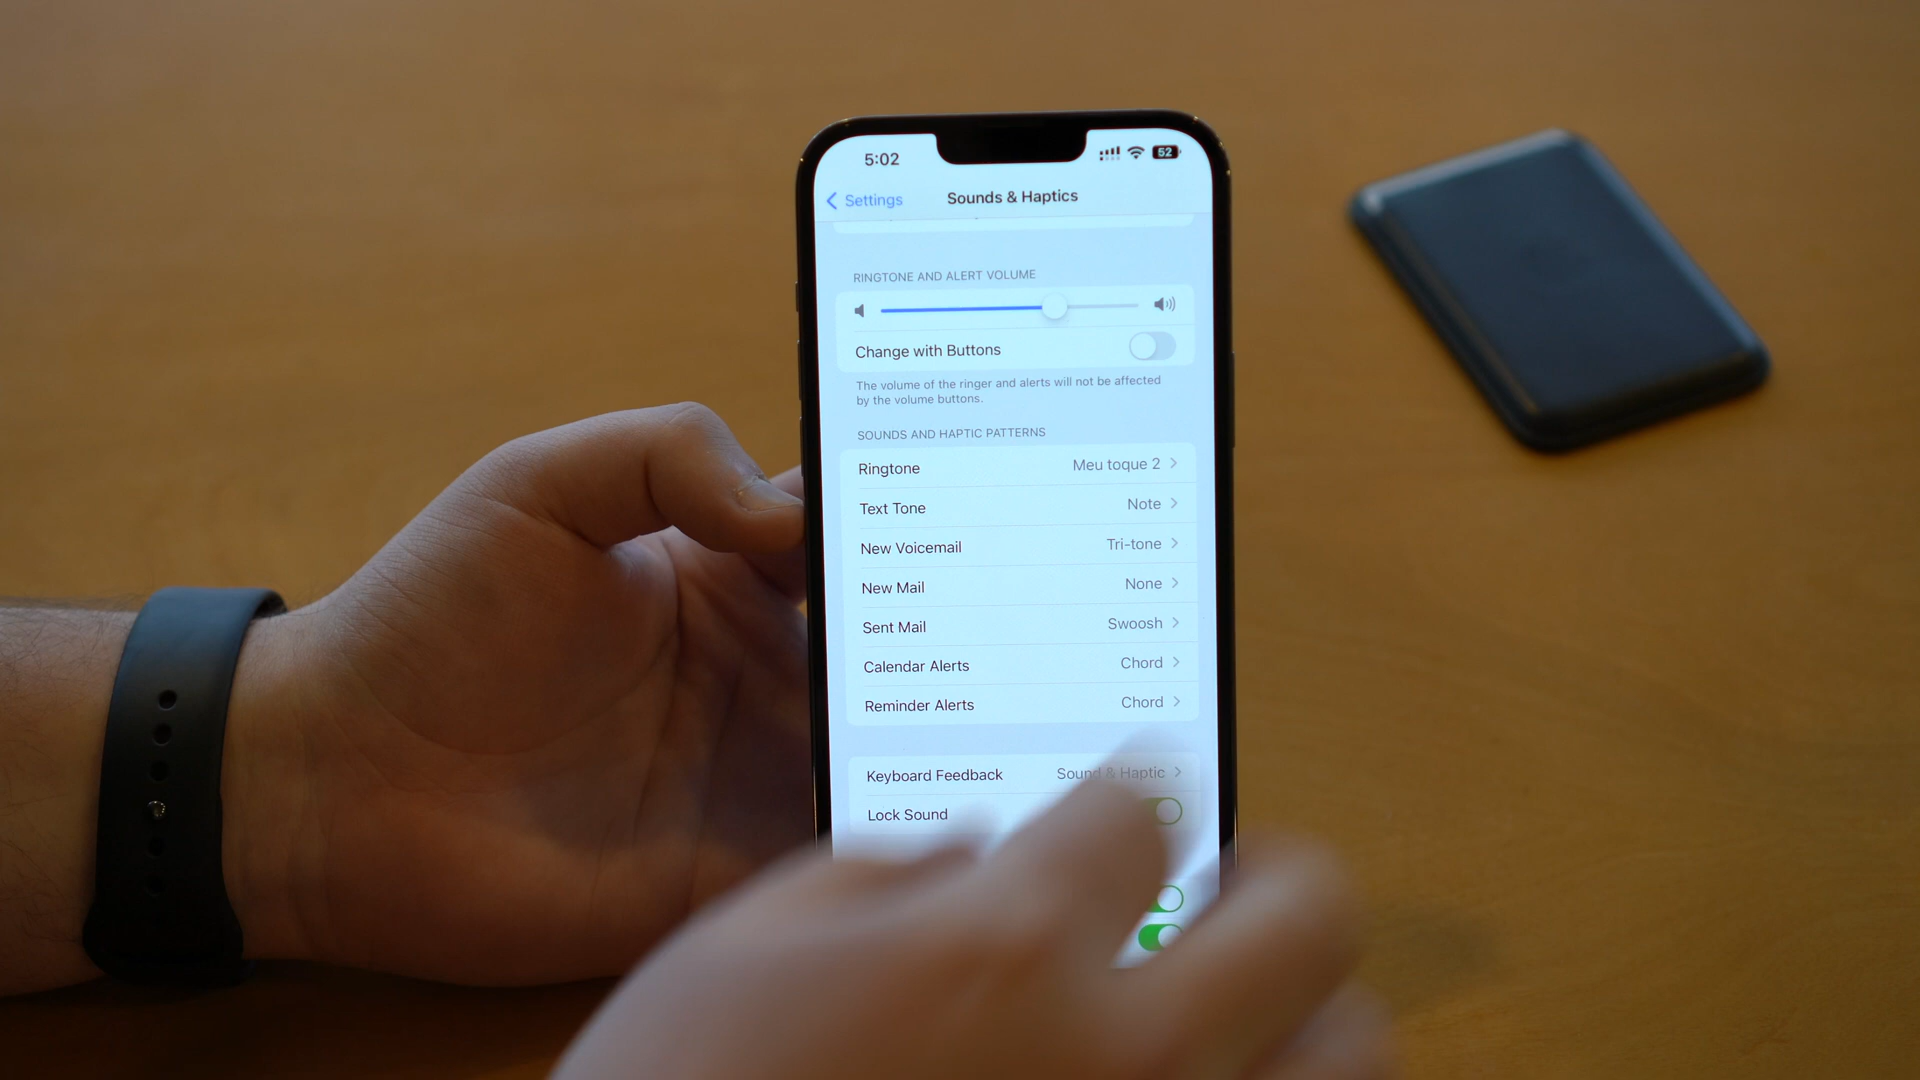 5:02
52
Settings
Sounds & Haptics
RINGTONE AND ALERT VOLUME
Change with Buttons
The volume of the ringer and alerts will not be affected
by the volume buttons.
SOUNDS AND HAPTIC PATTERNS
Ringtone Meu toque 2
Text Tone Note
New Voicemail Tri-tone
New Mail None
Sent Mail Swoosh
Calendar Alerts Chord
Reminder Alerts Chord
Keyboard Feedback Sound & Haptic
Lock Sound